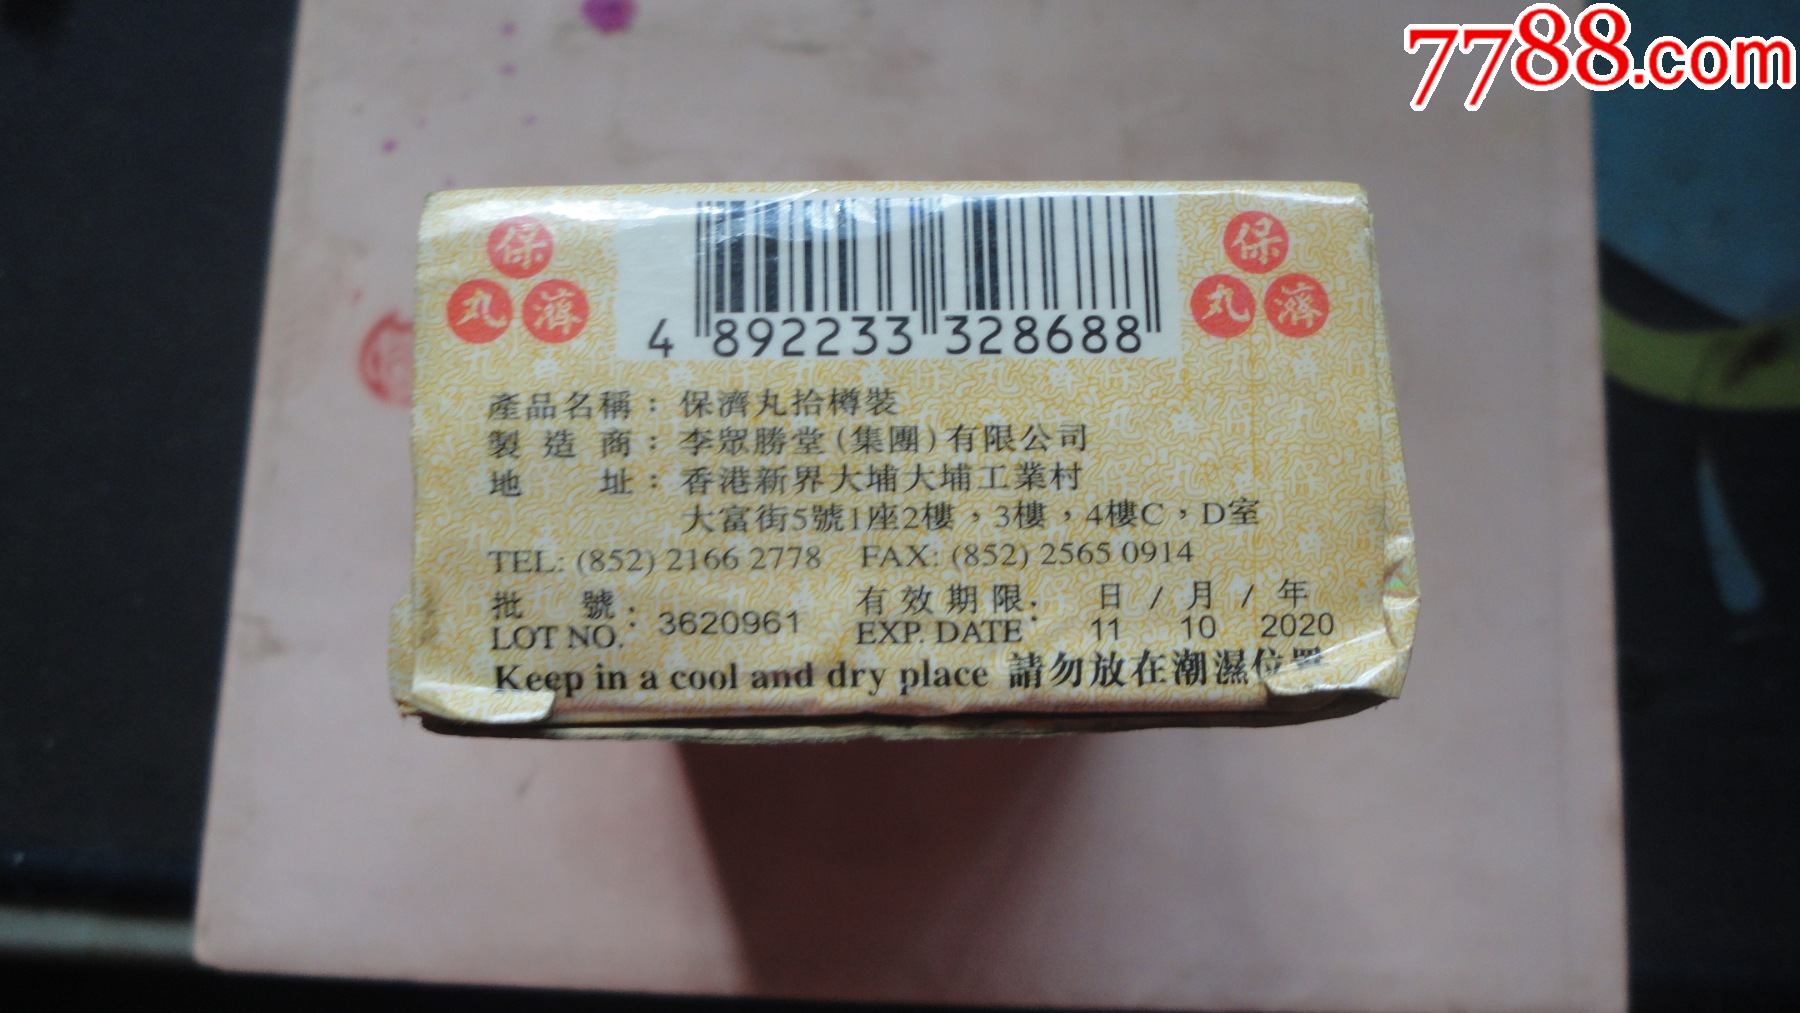 7788.com
保濟丸
保濟丸
4 892233 328688
產品名稱：保濟丸拾樽裝
製造商：李眾勝堂(集團)有限公司
地址：香港新界大埔大埔工業村
大富街5號1座2樓，3樓，4樓C，D室
TEL: (852) 2166 2778 FAX: (852) 2565 0914
批號: 3620961 有效期限: 日 / 月 / 年
LOT NO. EXP. DATE 11 10 2020
Keep in a cool and dry place 請勿放在潮濕位置